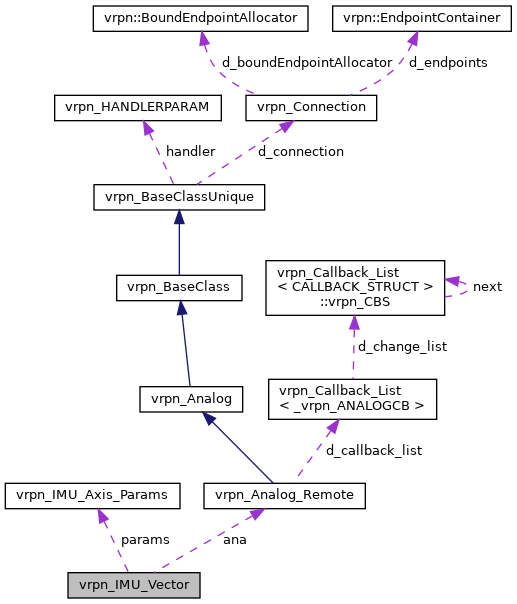 vrpn::BoundEndpointAllocator
vrpn::EndpointContainer
d_boundEndpointAllocator
d_endpoints
vrpn_HANDLERPARAM
vrpn_Connection
handler
d_connection
vrpn_BaseClassUnique
vrpn_BaseClass
vrpn_Callback_List
< CALLBACK_STRUCT >
::vrpn_CBS
next
d_change_list
vrpn_Analog
vrpn_Callback_List
< _vrpn_ANALOGCB >
d_callback_list
vrpn_IMU_Axis_Params
vrpn_Analog_Remote
params
ana
vrpn_IMU_Vector